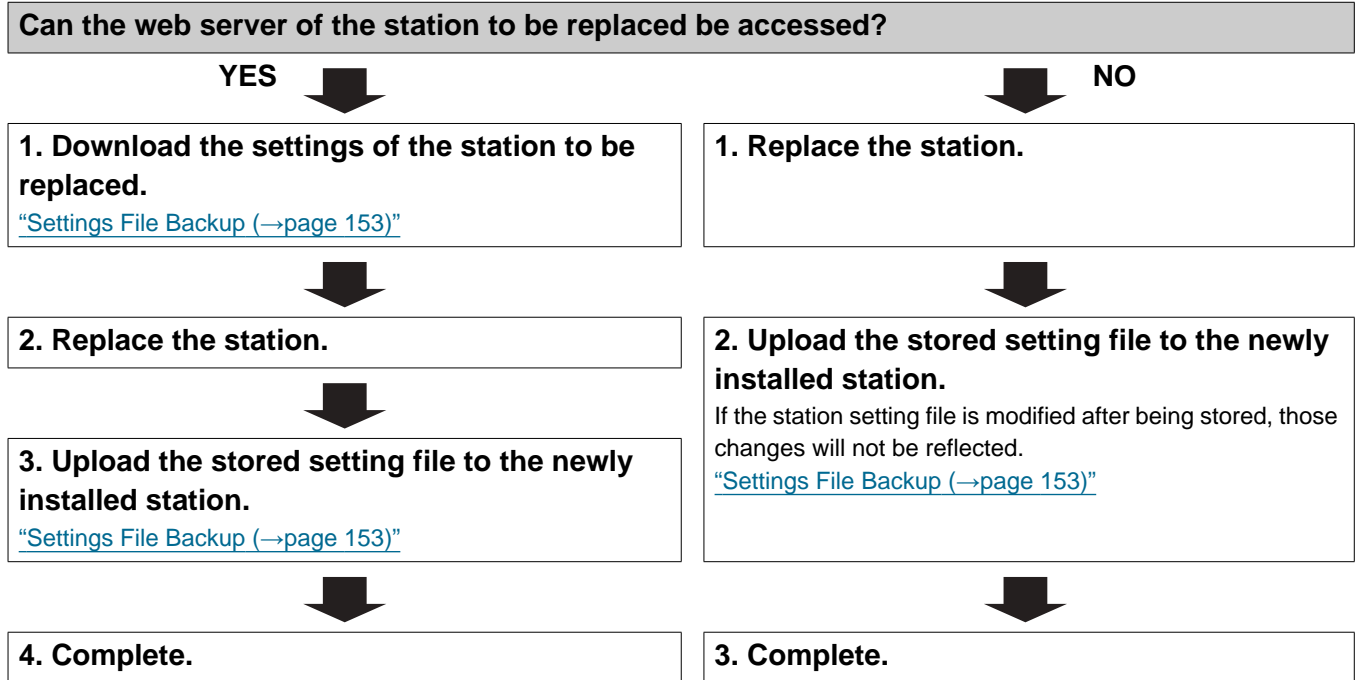 Can the web server of the station to be replaced be accessed?
YES
NO
1. Download the settings of the station to be
replaced.
“Settings File Backup (→page 153)”
1. Replace the station.
2. Replace the station.
3. Upload the stored setting file to the newly
installed station.
“Settings File Backup (→page 153)”
2. Upload the stored setting file to the newly
installed station.
If the station setting file is modified after being stored, those
changes will not be reflected.
“Settings File Backup (→page 153)”
4. Complete.
3. Complete.